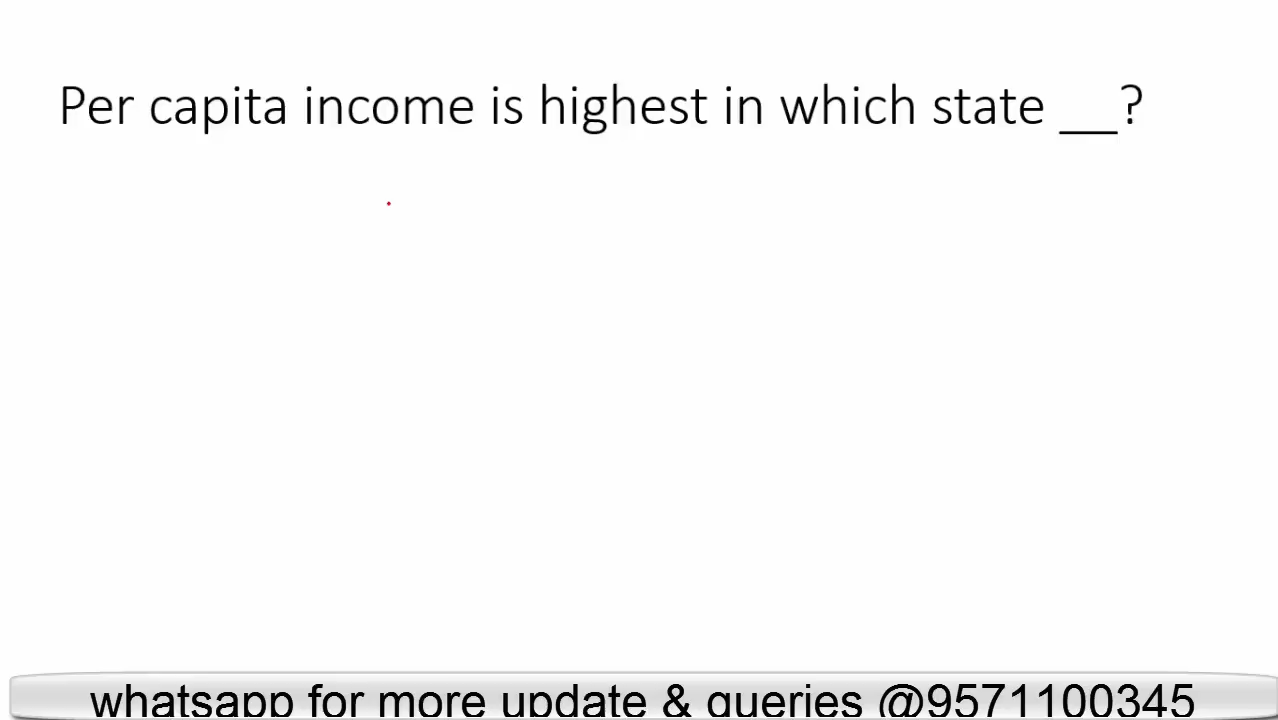 Per capita income is highest in which state __?
whatsapp for more update & queries @9571100345